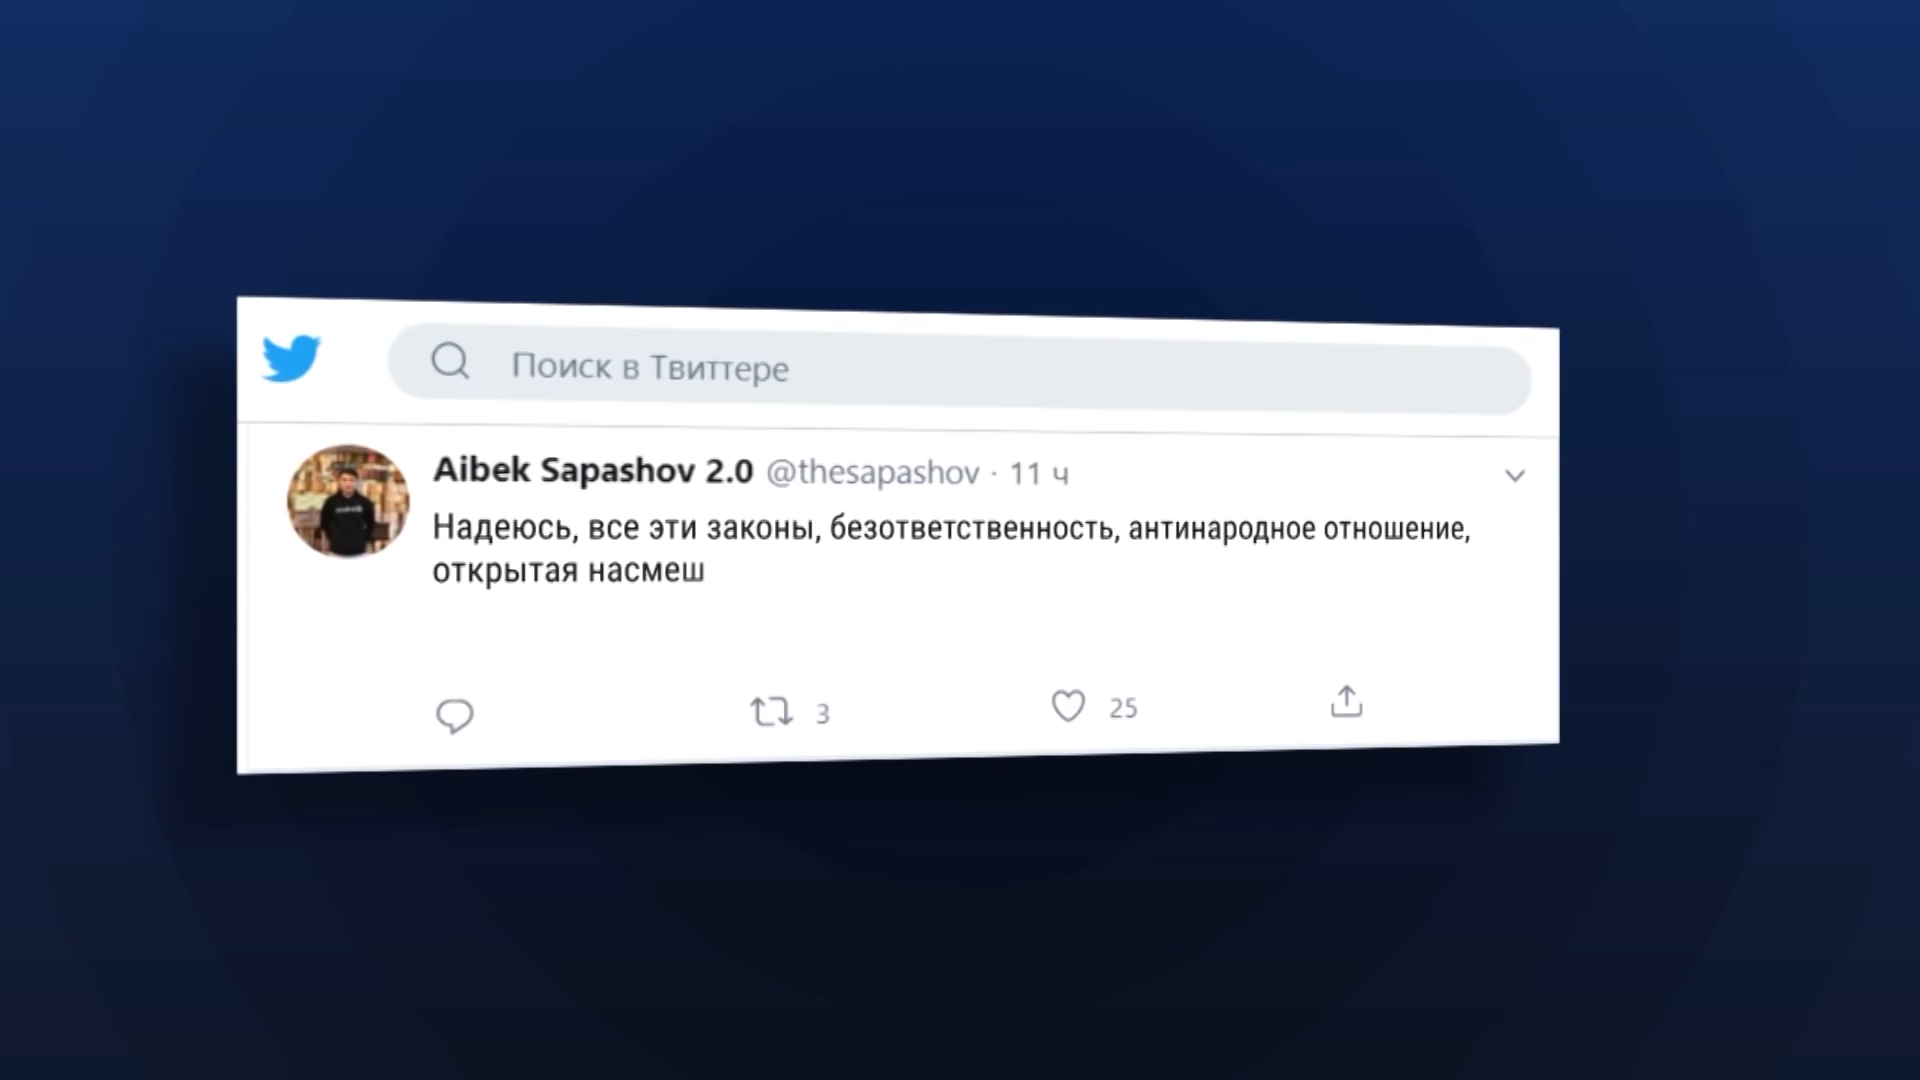 Поиск в Твиттере
Aibek Sapashov 2.0 @thesapashov · 11 ч
Надеюсь, все эти законы, безответственность, антинародное отношение,
открытая насмеш
3 25